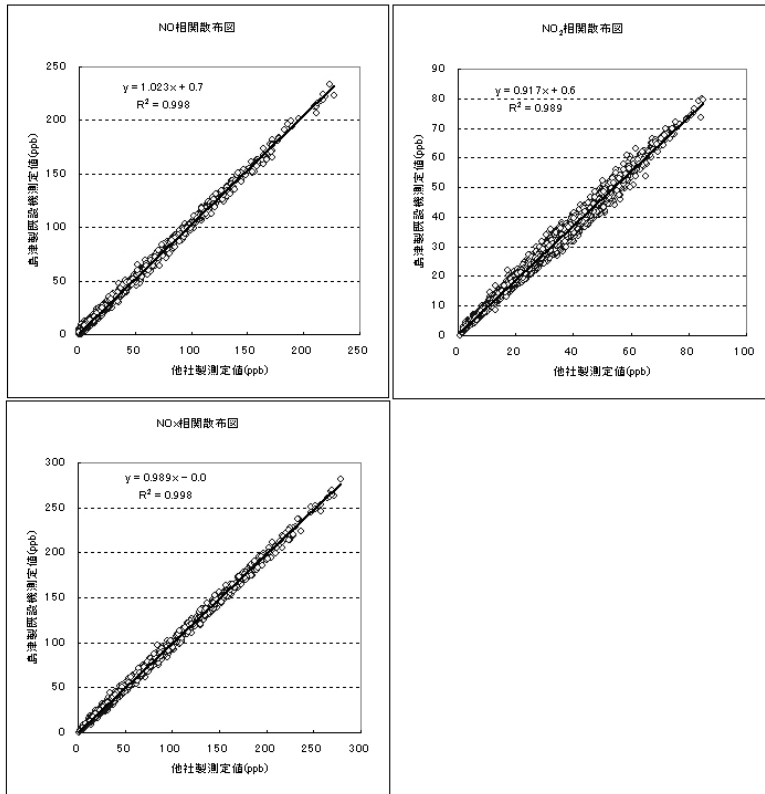 NO相関散布図
y = 1.023x + 0.7
R² = 0.998
250
200
150
100
50
0
0 50 100 150 200 250
島津製既設機測定値(ppb)
他社製測定値(ppb)
NO₂相関散布図
y = 0.917x + 0.6
R² = 0.989
90
80
70
60
50
40
30
20
10
0
0 20 40 60 80 100
島津製既設機測定値(ppb)
他社製測定値(ppb)
NOx相関散布図
y = 0.989x − 0.0
R² = 0.998
300
250
200
150
100
50
0
0 50 100 150 200 250 300
島津製既設機測定値(ppb)
他社製測定値(ppb)